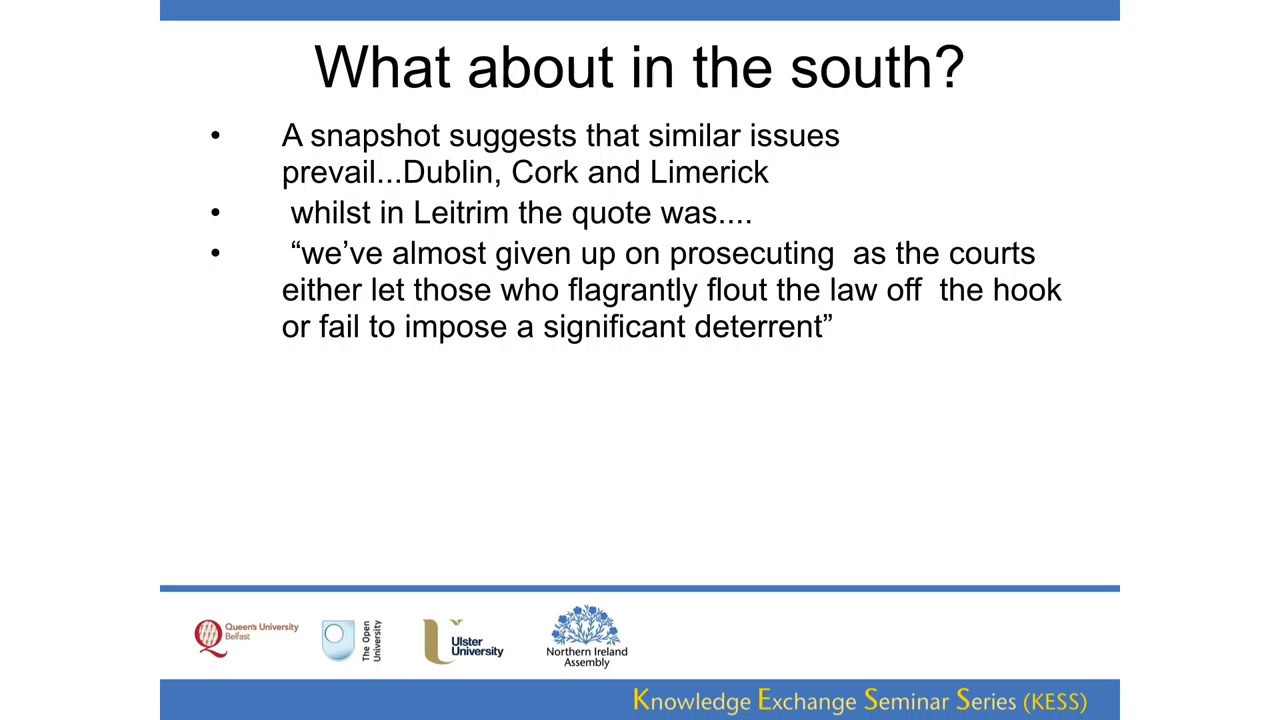 What about in the south?
• A snapshot suggests that similar issues
prevail...Dublin, Cork and Limerick
• whilst in Leitrim the quote was....
• “we’ve almost given up on prosecuting as the courts
either let those who flagrantly flout the law off the hook
or fail to impose a significant deterrent”
Queen's University
Belfast
The Open
University
Ulster
University
Northern Ireland
Assembly
Knowledge Exchange Seminar Series (KESS)